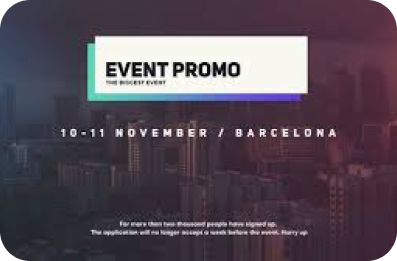 EVENT PROMO
THE BIGGEST EVENT
10-11 NOVEMBER / BARCELONA
For more than two thousand people have signed up.
The application will no longer accept a week before the event. Hurry up